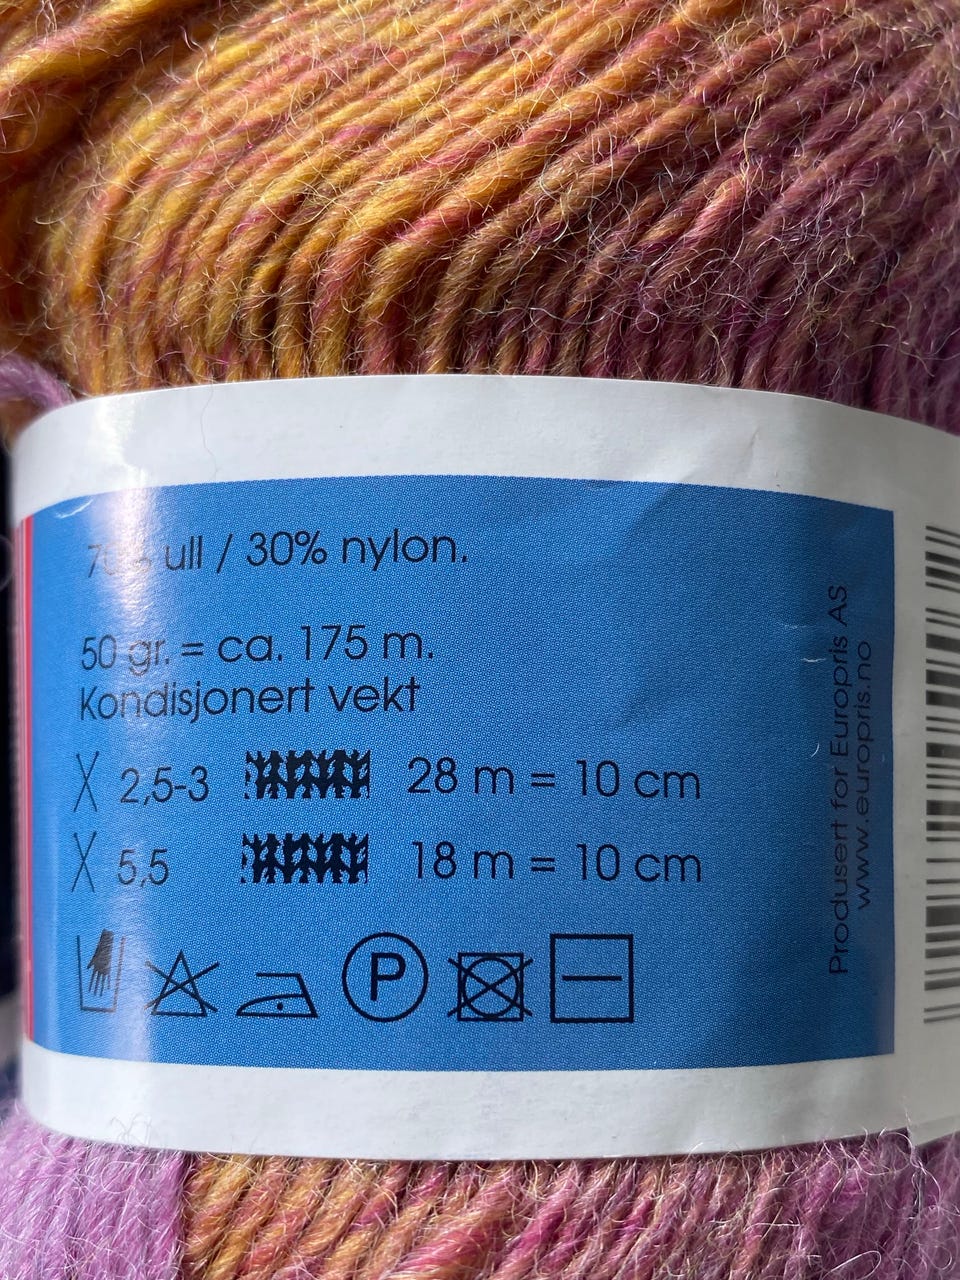 ull / 30% nylon.
50 gr. = ca. 175 m.
Kondisjonert vekt
2,5-3 28 m = 10 cm
5,5 18 m = 10 cm
P
Produsert for Europris AS
www.europris.no